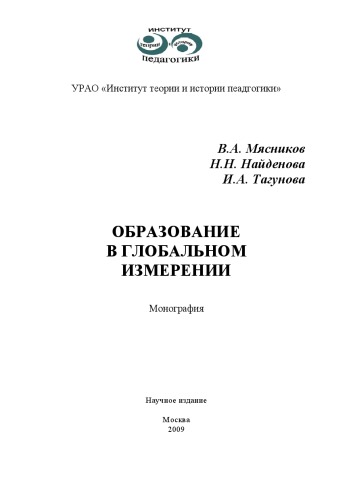 ИНСТИТУТ
теории и истории
ПЕДАГОГИКИ
УРАО «Институт теории и истории пеадгогики»
В.А. Мясников
Н.Н. Найденова
И.А. Тагунова
ОБРАЗОВАНИЕ
В ГЛОБАЛЬНОМ
ИЗМЕРЕНИИ
Монография
Научное издание
Москва
2009